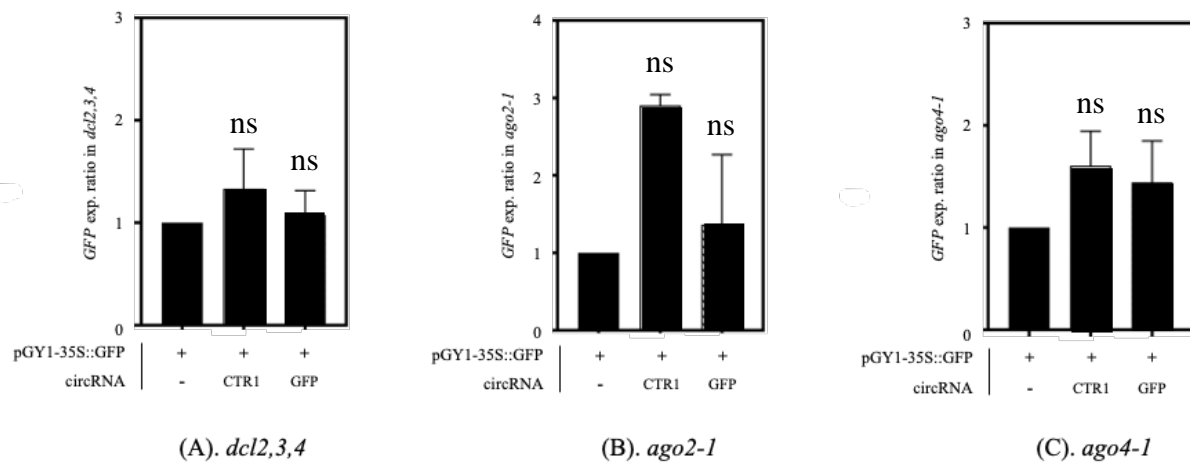 3
2
1
0
GFP exp. ratio in dcl2,3,4
ns
ns
pGY1-35S::GFP + + +
circRNA - CTR1 GFP
(A). dcl2,3,4
4
3
2
1
0
GFP exp. ratio in ago2-1
ns
ns
pGY1-35S::GFP + + +
circRNA - CTR1 GFP
(B). ago2-1
3
2
1
0
GFP exp. ratio in ago4-1
ns
ns
pGY1-35S::GFP + + +
circRNA - CTR1 GFP
(C). ago4-1